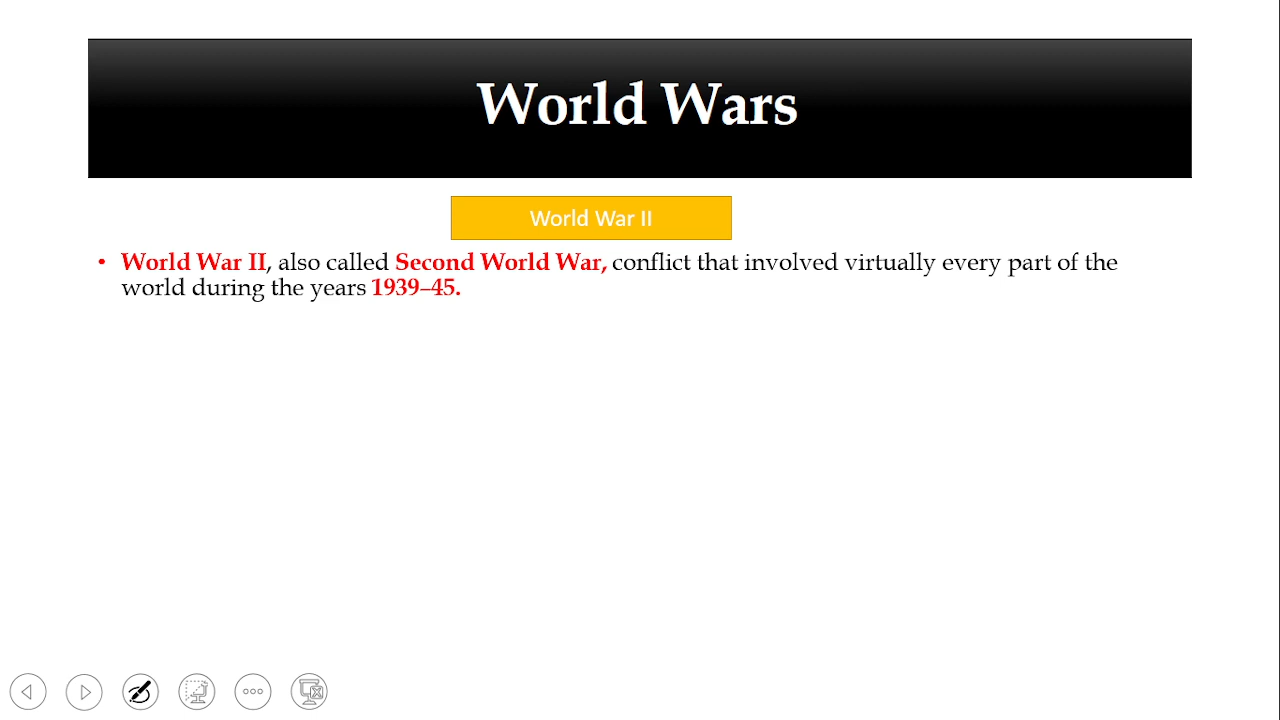 World Wars
World War II
• World War II, also called Second World War, conflict that involved virtually every part of the
world during the years 1939–45.